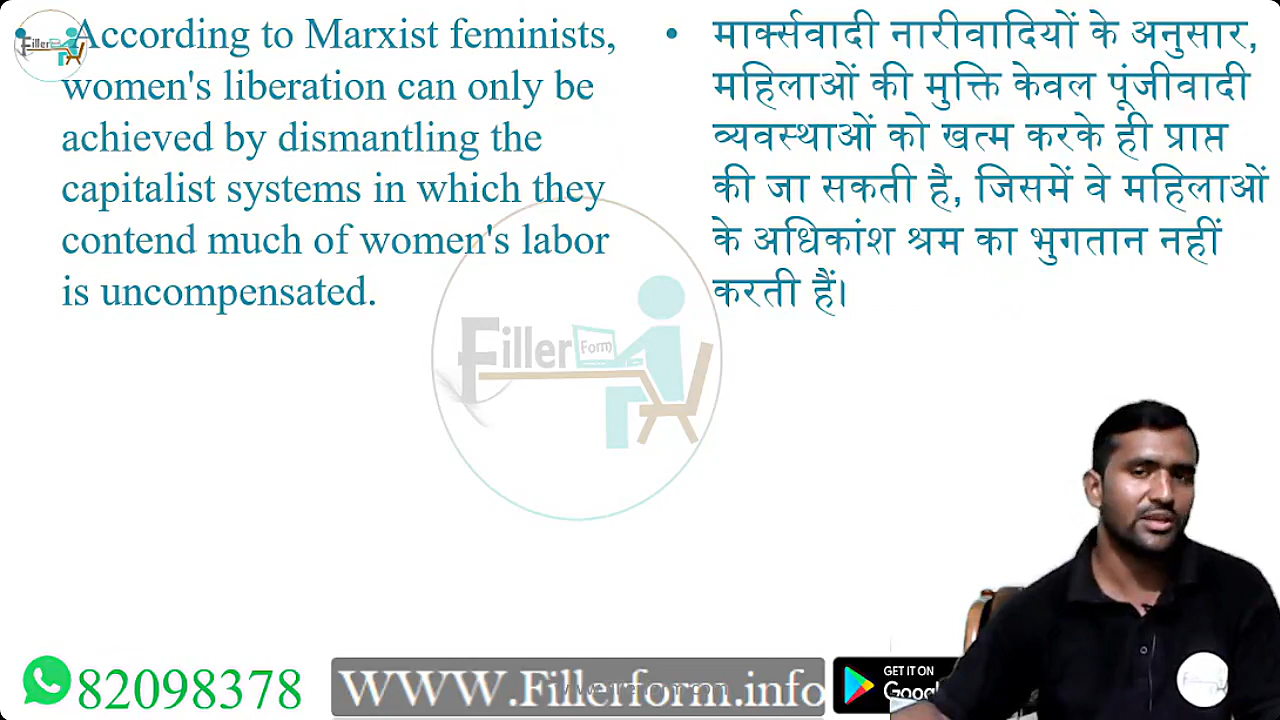 According to Marxist feminists,
women's liberation can only be
achieved by dismantling the
capitalist systems in which they
contend much of women's labor
is uncompensated.
• मार्क्सवादी नारीवादियों के अनुसार,
महिलाओं की मुक्ति केवल पूंजीवादी
व्यवस्थाओं को खत्म करके ही प्राप्त
की जा सकती है, जिसमें वे महिलाओं
के अधिकांश श्रम का भुगतान नहीं
करती हैं।
Filler
Filler Form
82098378
WWW.Fillerform.info
GET IT ON
Google